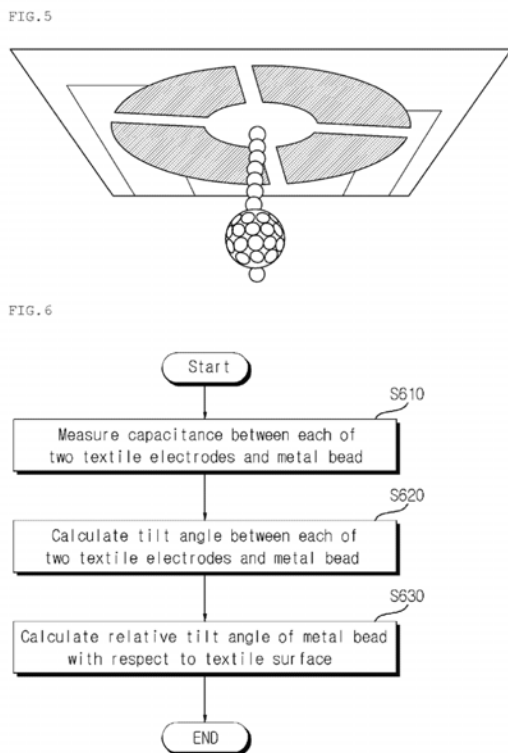 FIG.5
FIG.6
Start
S610
Measure capacitance between each of
two textile electrodes and metal bead
S620
Calculate tilt angle between each of
two textile electrodes and metal bead
S630
Calculate relative tilt angle of metal bead
with respect to textile surface
END